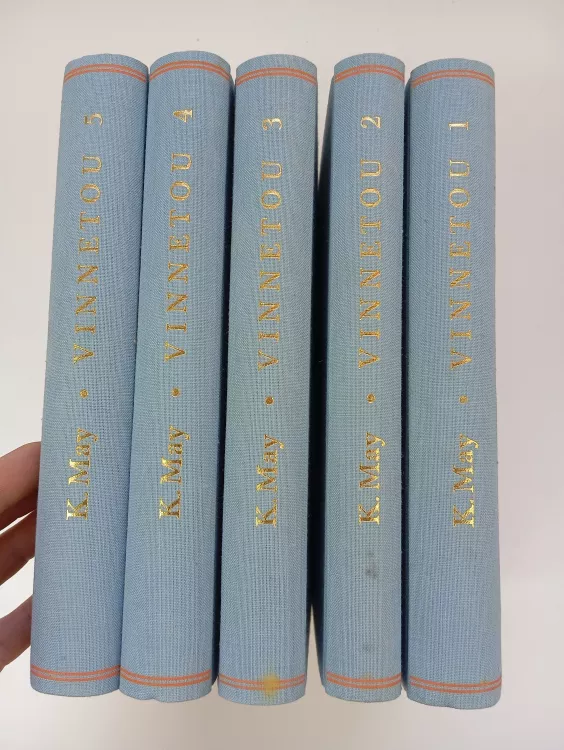 K. May • VINNETOU 5
K. May • VINNETOU 4
K. May • VINNETOU 3
K. May • VINNETOU 2
K. May • VINNETOU 1